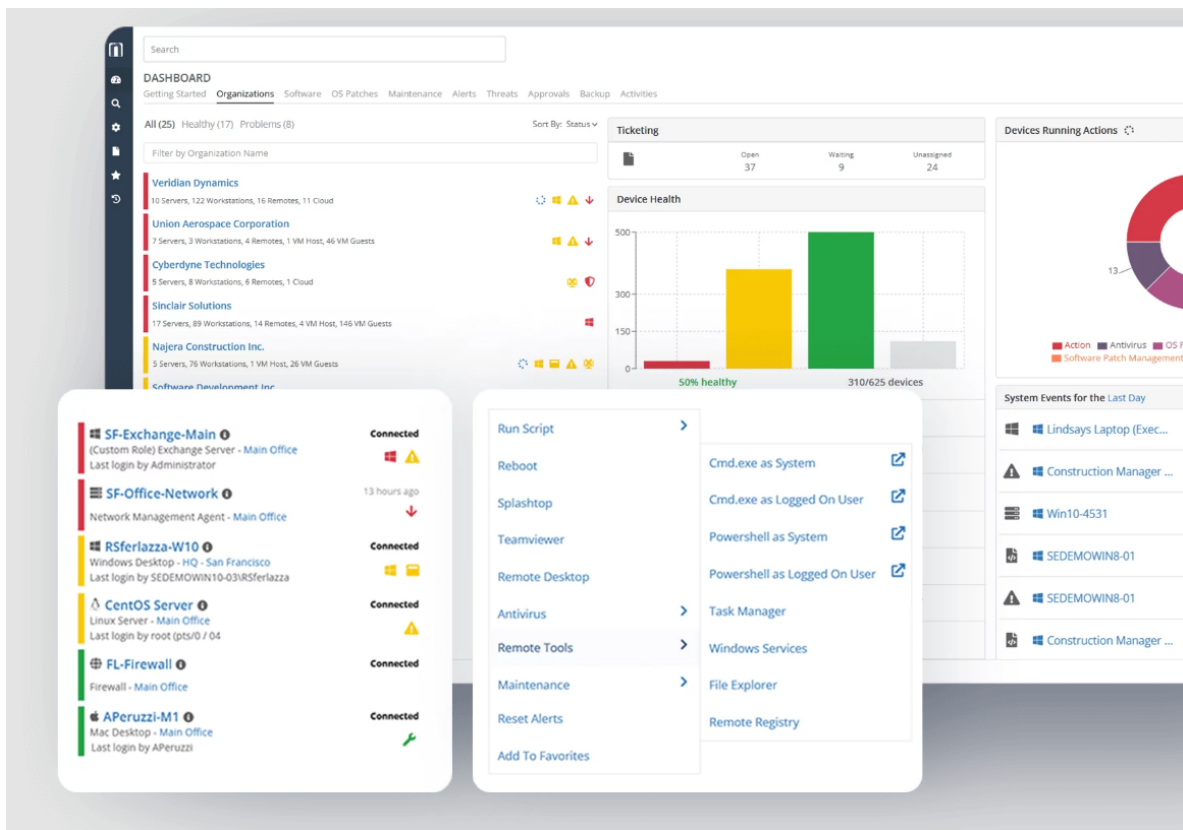 Search
DASHBOARD
Getting Started Organizations Software OS Patches Maintenance Alerts Threats Approvals Backup Activities
All (25) Healthy (17) Problems (8) Sort By: Status
Filter by Organization Name
Veridian Dynamics
10 Servers, 122 Workstations, 16 Remotes, 11 Cloud
Union Aerospace Corporation
7 Servers, 3 Workstations, 4 Remotes, 1 VM Host, 46 VM Guests
Cyberdyne Technologies
5 Servers, 8 Workstations, 6 Remotes, 1 Cloud
Sinclair Solutions
17 Servers, 89 Workstations, 14 Remotes, 4 VM Host, 146 VM Guests
Najera Construction Inc.
5 Servers, 76 Workstations, 1 VM Host, 26 VM Guests
Software Development Inc
Ticketing
Open Waiting Unassigned
37 9 24
Device Health
500
300
150
0
50% healthy 310/625 devices
Devices Running Actions
13
Action Antivirus OS
Software Patch Management
System Events for the Last Day
Lindsays Laptop (Exec...
Construction Manager ...
Win10-4531
SEDEMOWIN8-01
SEDEMOWIN8-01
Construction Manager ...
SF-Exchange-Main Connected
(Custom Role) Exchange Server - Main Office
Last login by Administrator
SF-Office-Network 13 hours ago
Network Management Agent - Main Office
RSferlazza-W10 Connected
Windows Desktop - HQ - San Francisco
Last login by SEDEMOWIN10-03\RSferlazza
CentOS Server Connected
Linux Server - Main Office
Last login by root (pts/0 / 04
FL-Firewall Connected
Firewall - Main Office
APeruzzi-M1 Connected
Mac Desktop - Main Office
Last login by APeruzzi
Run Script
Reboot
Splashtop
Teamviewer
Remote Desktop
Antivirus
Remote Tools
Maintenance
Reset Alerts
Add To Favorites
Cmd.exe as System
Cmd.exe as Logged On User
Powershell as System
Powershell as Logged On User
Task Manager
Windows Services
File Explorer
Remote Registry